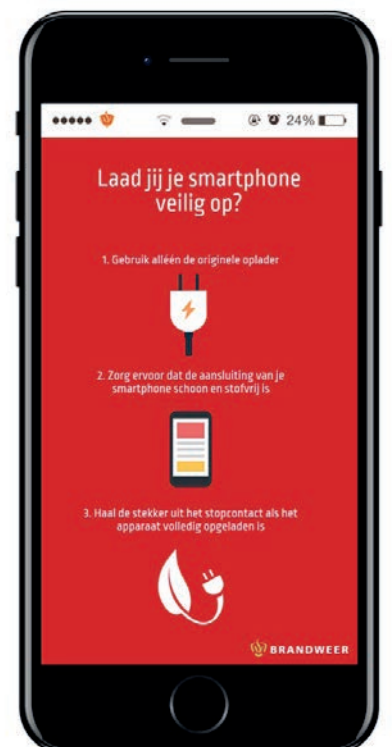 24%
Laad jij je smartphone
veilig op?
1. Gebruik alléén de originele oplader
2. Zorg ervoor dat de aansluiting van je
smartphone schoon en stofvrij is
3. Haal de stekker uit het stopcontact als het
apparaat volledig opgeladen is
BRANDWEER